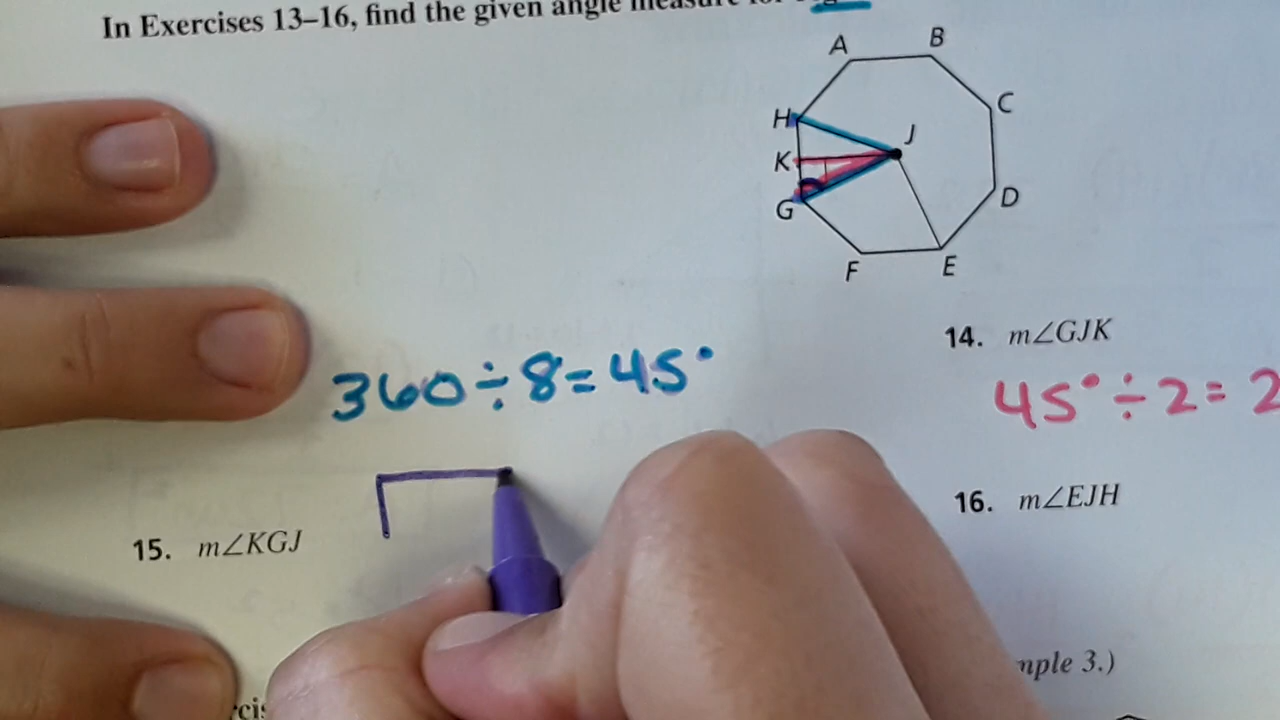 In Exercises 13–16, find the given angle measure for
A
B
H
C
J
K
G
D
F
E
14. m∠GJK
360÷8=45°
45°÷2=2
15. m∠KGJ
16. m∠EJH
mple 3.)